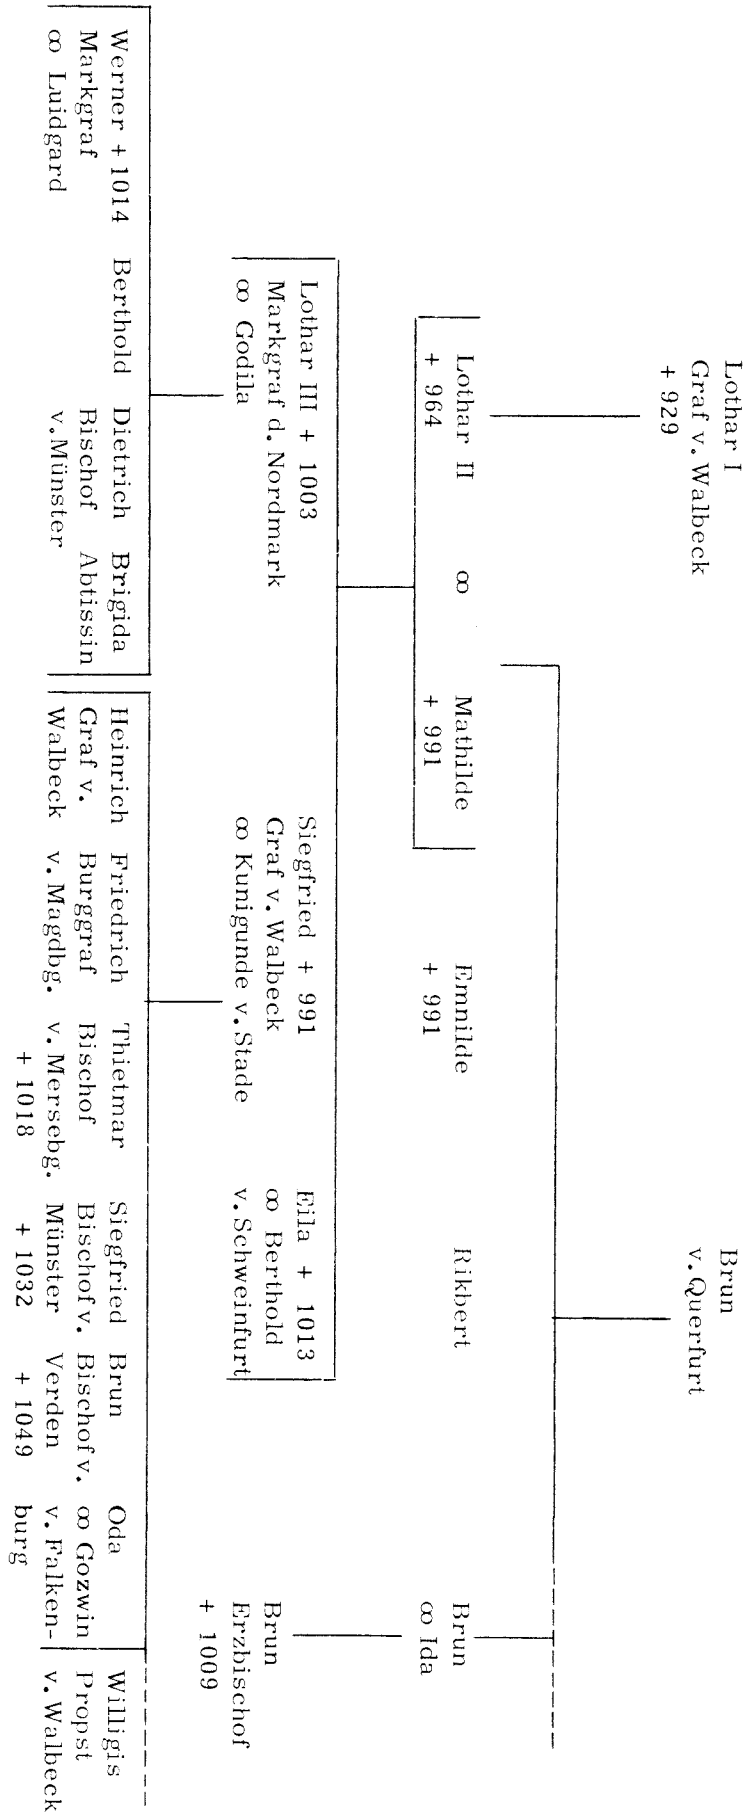 Lothar I
Graf v. Walbeck
+ 929
Brun
v. Querfurt
Lothar II
+ 964
∞
Mathilde
+ 991
Emnilde
+ 991
Rikbert
Brun
∞ Ida
Lothar III + 1003
Markgraf d. Nordmark
∞ Godila
Siegfried + 991
Graf v. Walbeck
∞ Kunigunde v. Stade
Eila + 1013
∞ Berthold
v. Schweinfurt
Brun
Erzbischof
+ 1009
Werner + 1014
Markgraf
∞ Luidgard
Berthold
Dietrich
Bischof
v. Münster
Brigida
Abtissin
Heinrich
Graf v.
Walbeck
Friedrich
Burggraf
v. Magdbg.
Thietmar
Bischof
v. Mersebg.
+ 1018
Siegfried
Bischof v.
Münster
+ 1032
Brun
Bischof v.
Verden
+ 1049
Oda
∞ Gozwin
v. Falken-
burg
Willigis
Propst
v. Walbeck